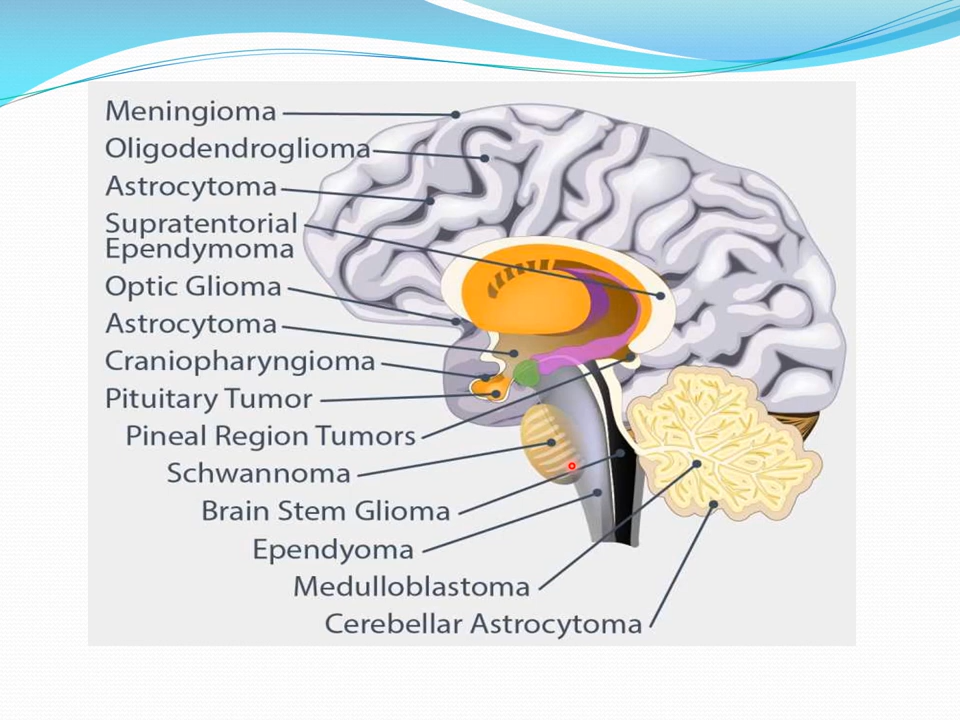 Meningioma
Oligodendroglioma
Astrocytoma
Supratentorial
Ependymoma
Optic Glioma
Astrocytoma
Craniopharyngioma
Pituitary Tumor
Pineal Region Tumors
Schwannoma
Brain Stem Glioma
Ependyoma
Medulloblastoma
Cerebellar Astrocytoma